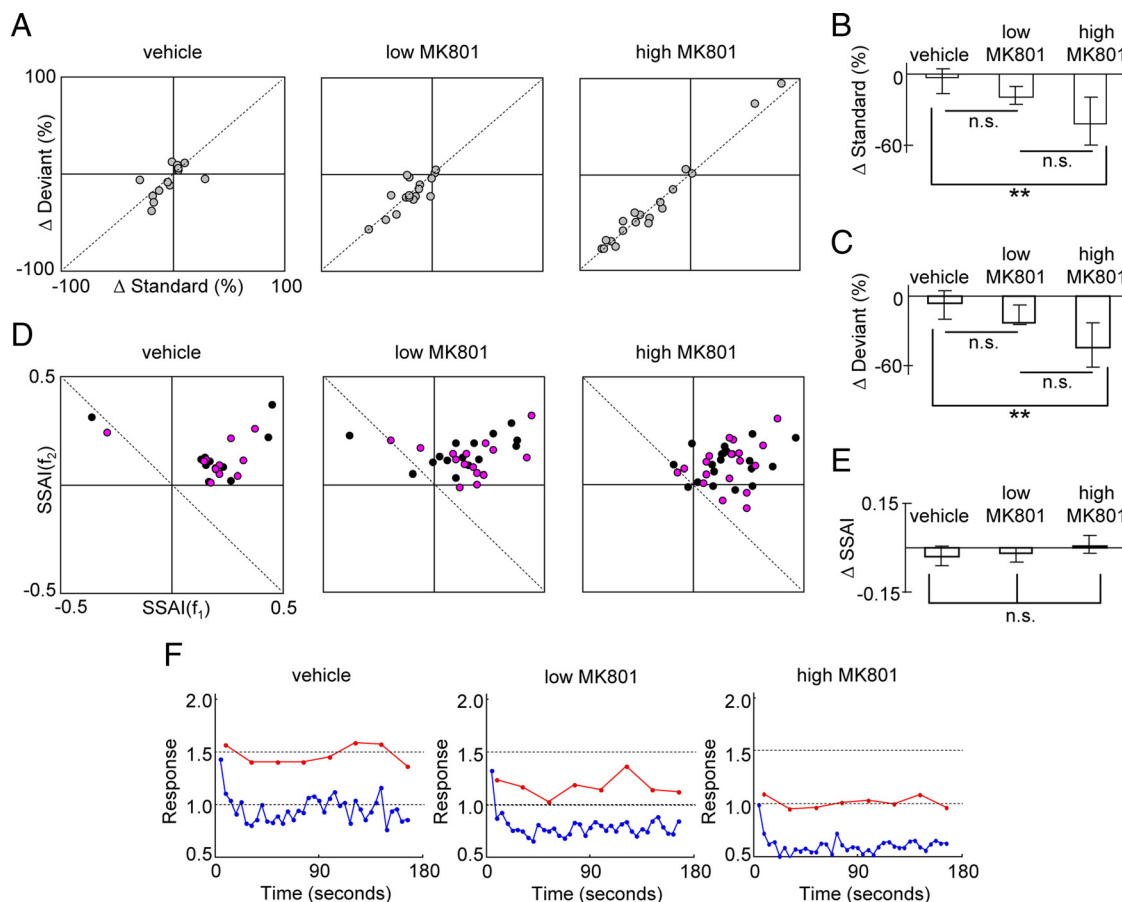 A
vehicle
low MK801
high MK801
100
Δ Deviant (%)
-100
-100
Δ Standard (%)
100
B
vehicle
low
MK801
high
MK801
Δ Standard (%)
0
-60
n.s.
n.s.
**
C
vehicle
low
MK801
high
MK801
Δ Deviant (%)
0
-60
n.s.
n.s.
**
D
vehicle
low MK801
high MK801
0.5
SSAI(f2)
-0.5
-0.5
SSAI(f1)
0.5
E
vehicle
low
MK801
high
MK801
Δ SSAI
0.15
-0.15
n.s.
F
vehicle
low MK801
high MK801
Response
2.0
1.5
1.0
0.5
0
90
180
Time (seconds)
Response
2.0
1.5
1.0
0.5
0
90
180
Time (seconds)
Response
2.0
1.5
1.0
0.5
0
90
180
Time (seconds)